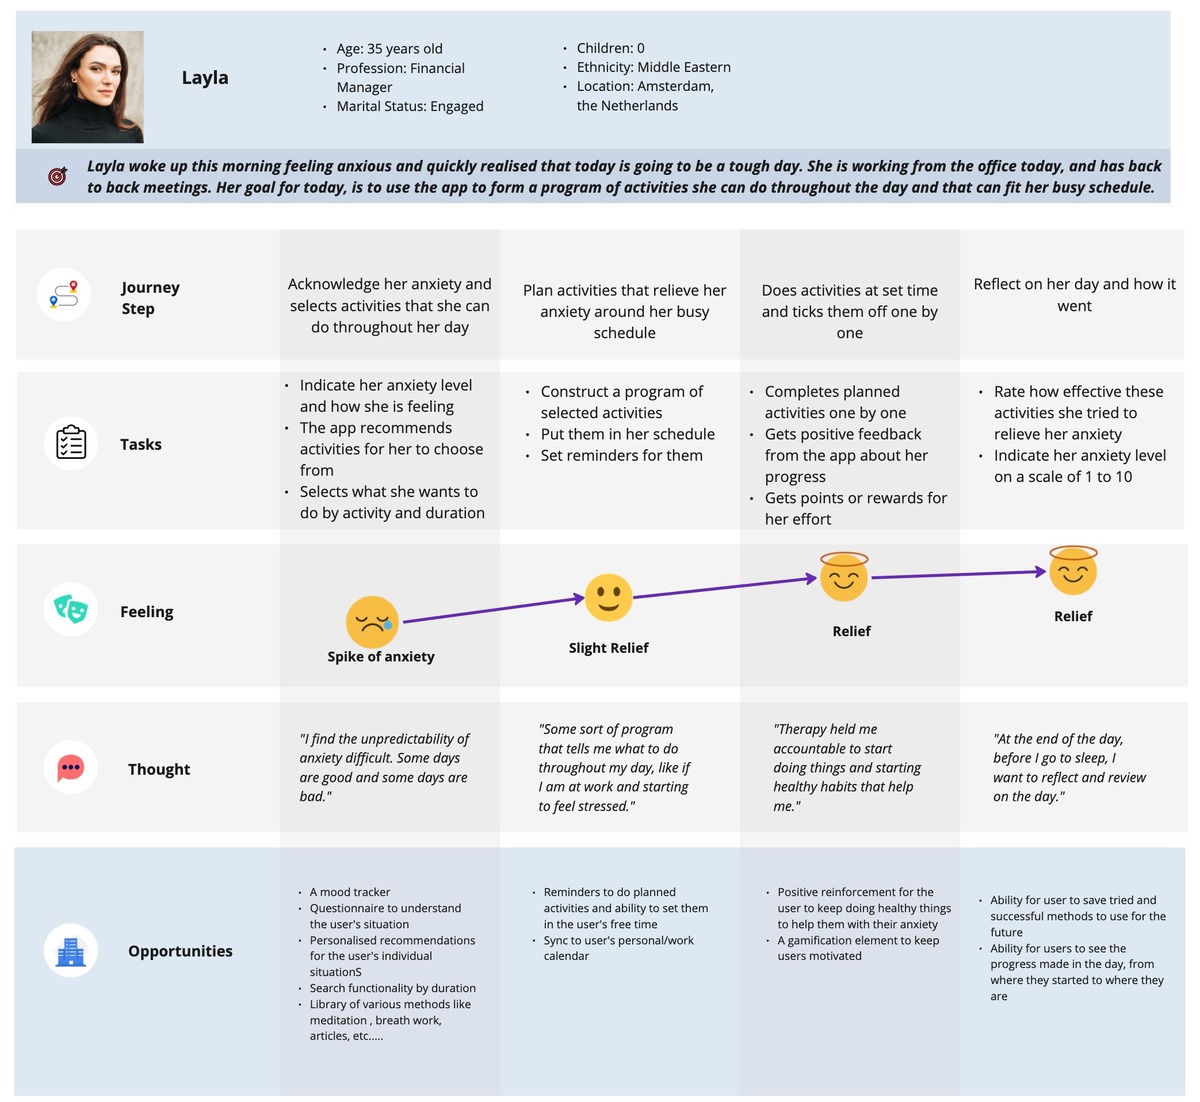 Layla
• Age: 35 years old
• Profession: Financial
Manager
• Marital Status: Engaged
• Children: 0
• Ethnicity: Middle Eastern
• Location: Amsterdam,
the Netherlands
Layla woke up this morning feeling anxious and quickly realised that today is going to be a tough day. She is working from the office today, and has back
to back meetings. Her goal for today, is to use the app to form a program of activities she can do throughout the day and that can fit her busy schedule.
Journey
Step
Acknowledge her anxiety and
selects activities that she can
do throughout her day
Plan activities that relieve her
anxiety around her busy
schedule
Does activities at set time
and ticks them off one by
one
Reflect on her day and how it
went
Tasks
• Indicate her anxiety level
and how she is feeling
• The app recommends
activities for her to choose
from
• Selects what she wants to
do by activity and duration
• Construct a program of
selected activities
• Put them in her schedule
• Set reminders for them
• Completes planned
activities one by one
• Gets positive feedback
from the app about her
progress
• Gets points or rewards for
her effort
• Rate how effective these
activities she tried to
relieve her anxiety
• Indicate her anxiety level
on a scale of 1 to 10
Feeling
Spike of anxiety
Slight Relief
Relief
Relief
Thought
"I find the unpredictability of
anxiety difficult. Some days
are good and some days are
bad."
"Some sort of program
that tells me what to do
throughout my day, like if
I am at work and starting
to feel stressed."
"Therapy held me
accountable to start
doing things and starting
healthy habits that help
me."
"At the end of the day,
before I go to sleep, I
want to reflect and review
on the day."
Opportunities
• A mood tracker
• Questionnaire to understand
the user's situation
• Personalised recommendations
for the user's individual
situationS
• Search functionality by duration
• Library of various methods like
meditation , breath work,
articles, etc.....
• Reminders to do planned
activities and ability to set them
in the user's free time
• Sync to user's personal/work
calendar
• Positive reinforcement for the
user to keep doing healthy things
to help them with their anxiety
• A gamification element to keep
users motivated
• Ability for user to save tried and
successful methods to use for the
future
• Ability for users to see the
progress made in the day, from
where they started to where they
are